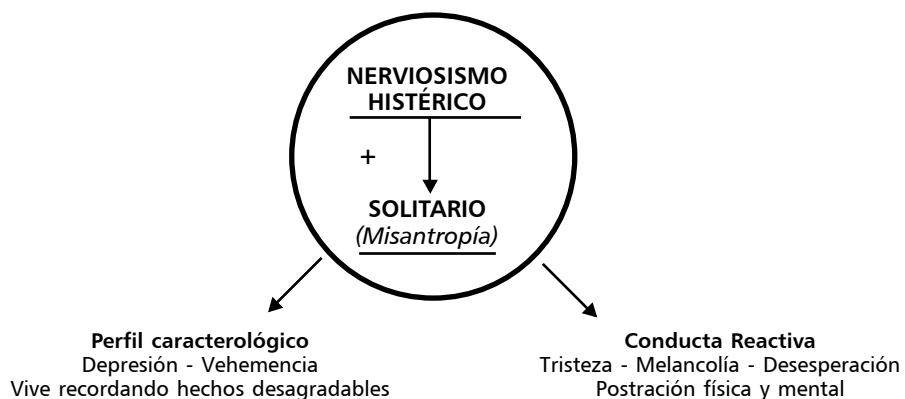 NERVIOSISMO
HISTÉRICO
+
SOLITARIO
(Misantropía)
Perfil caracterológico
Depresión - Vehemencia
Vive recordando hechos desagradables
Conducta Reactiva
Tristeza - Melancolía - Desesperación
Postración física y mental